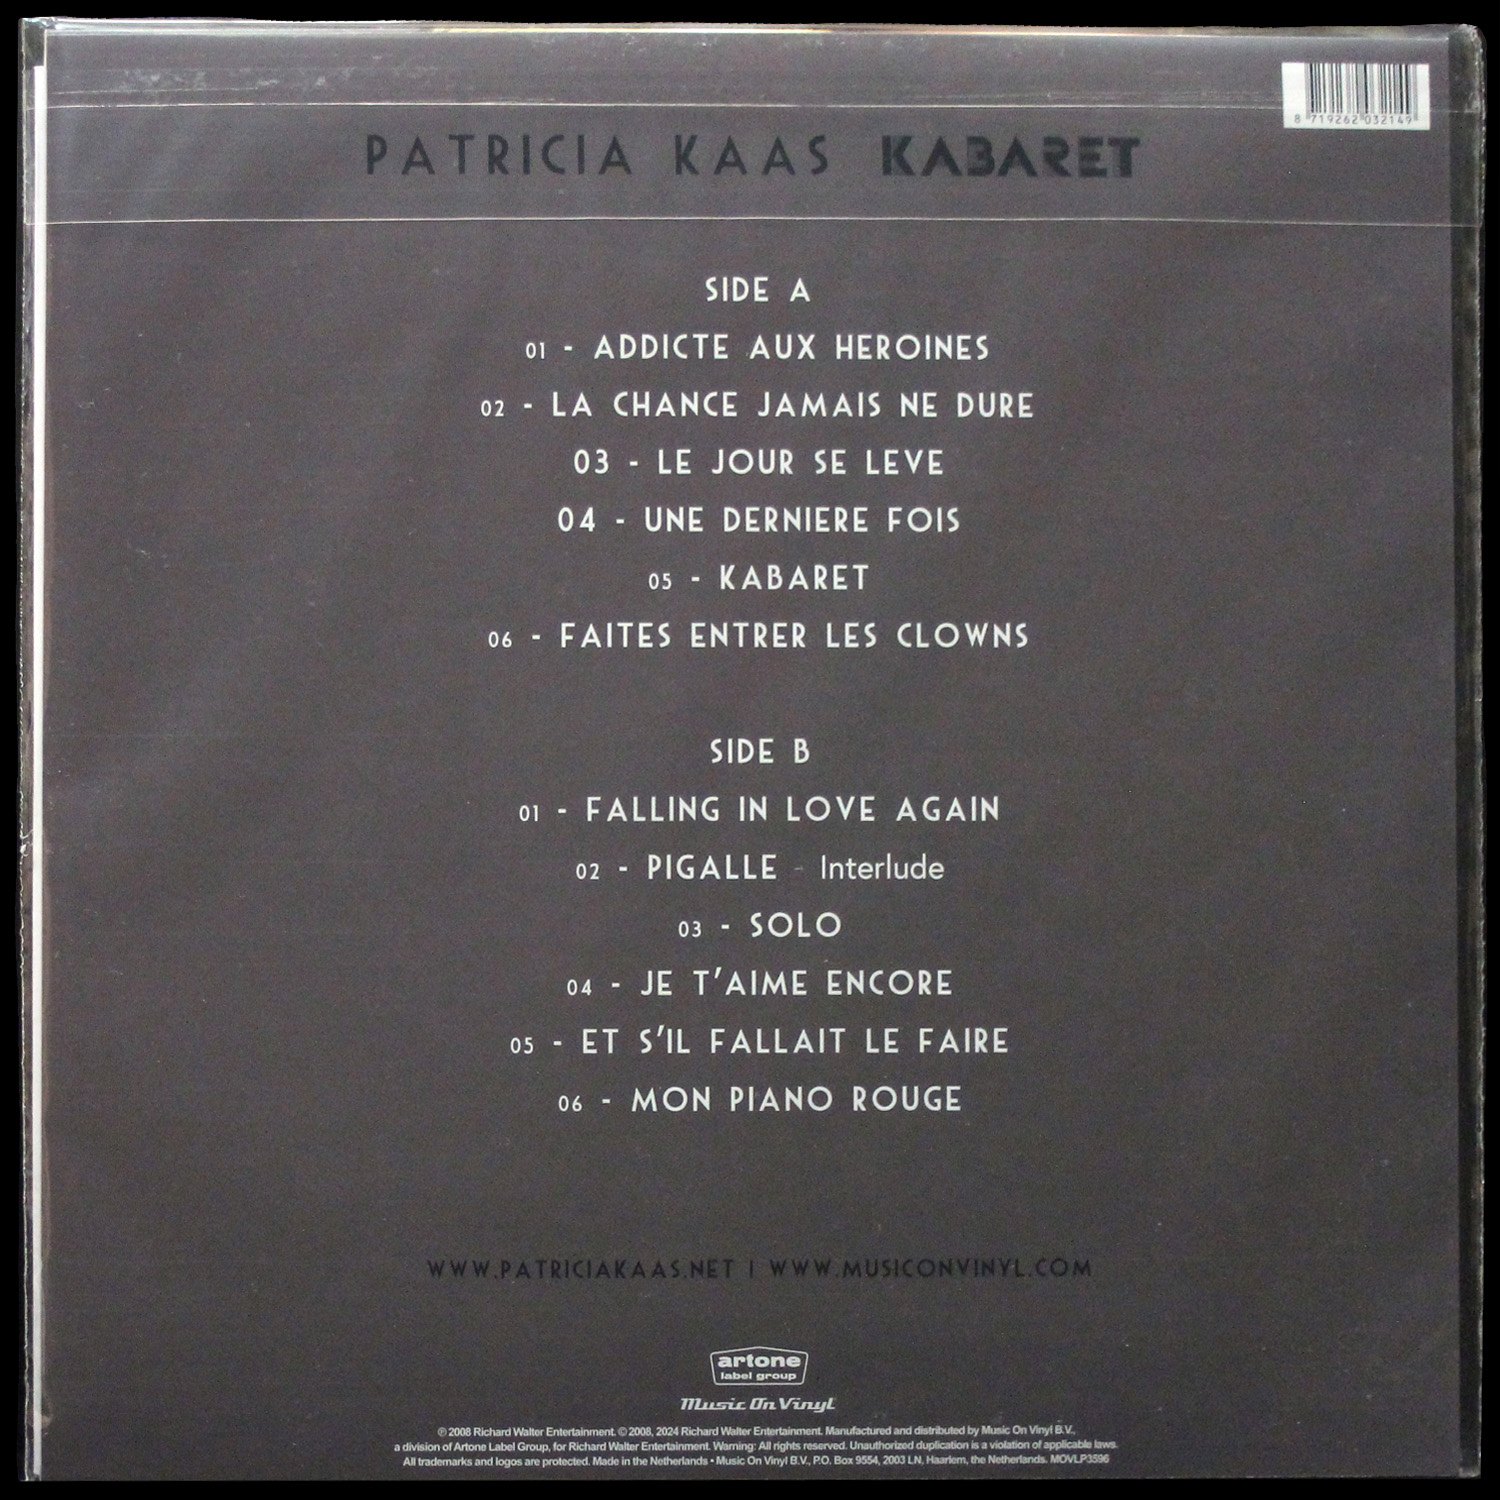 8 719262 032149
PATRICIA KAAS KABARET
SIDE A
01 - ADDICTE AUX HEROINES
02 - LA CHANCE JAMAIS NE DURE
03 - LE JOUR SE LEVE
04 - UNE DERNIERE FOIS
05 - KABARET
06 - FAITES ENTRER LES CLOWNS
SIDE B
01 - FALLING IN LOVE AGAIN
02 - PIGALLE - Interlude
03 - SOLO
04 - JE T'AIME ENCORE
05 - ET S'IL FALLAIT LE FAIRE
06 - MON PIANO ROUGE
WWW.PATRICIAKAAS.NET | WWW.MUSICONVINYL.COM
artone
label group
Music On Vinyl
℗ 2008 Richard Walter Entertainment. © 2008, 2024 Richard Walter Entertainment. Manufactured and distributed by Music On Vinyl B.V.,
a division of Artone Label Group, for Richard Walter Entertainment. Warning: All rights reserved. Unauthorized duplication is a violation of applicable laws.
All trademarks and logos are protected. Made in the Netherlands • Music On Vinyl B.V., P.O. Box 9554, 2003 LN, Haarlem, the Netherlands. MOVLP3596